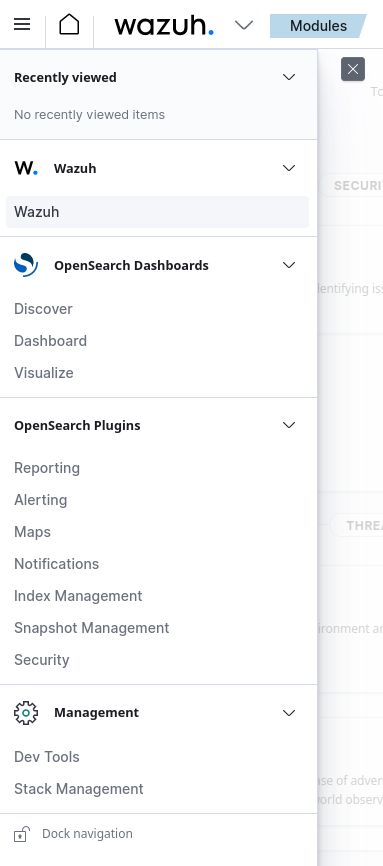 wazuh.
Modules
Recently viewed
No recently viewed items
W. Wazuh
Wazuh
OpenSearch Dashboards
Discover
Dashboard
Visualize
OpenSearch Plugins
Reporting
Alerting
Maps
Notifications
Index Management
Snapshot Management
Security
Management
Dev Tools
Stack Management
Dock navigation